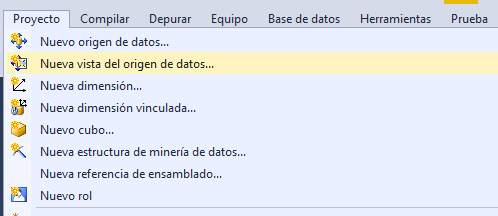 Proyecto Compilar Depurar Equipo Base de datos Herramientas Prueba
Nuevo origen de datos...
Nueva vista del origen de datos...
Nueva dimensión...
Nueva dimensión vinculada...
Nuevo cubo...
Nueva estructura de minería de datos...
Nueva referencia de ensamblado...
Nuevo rol